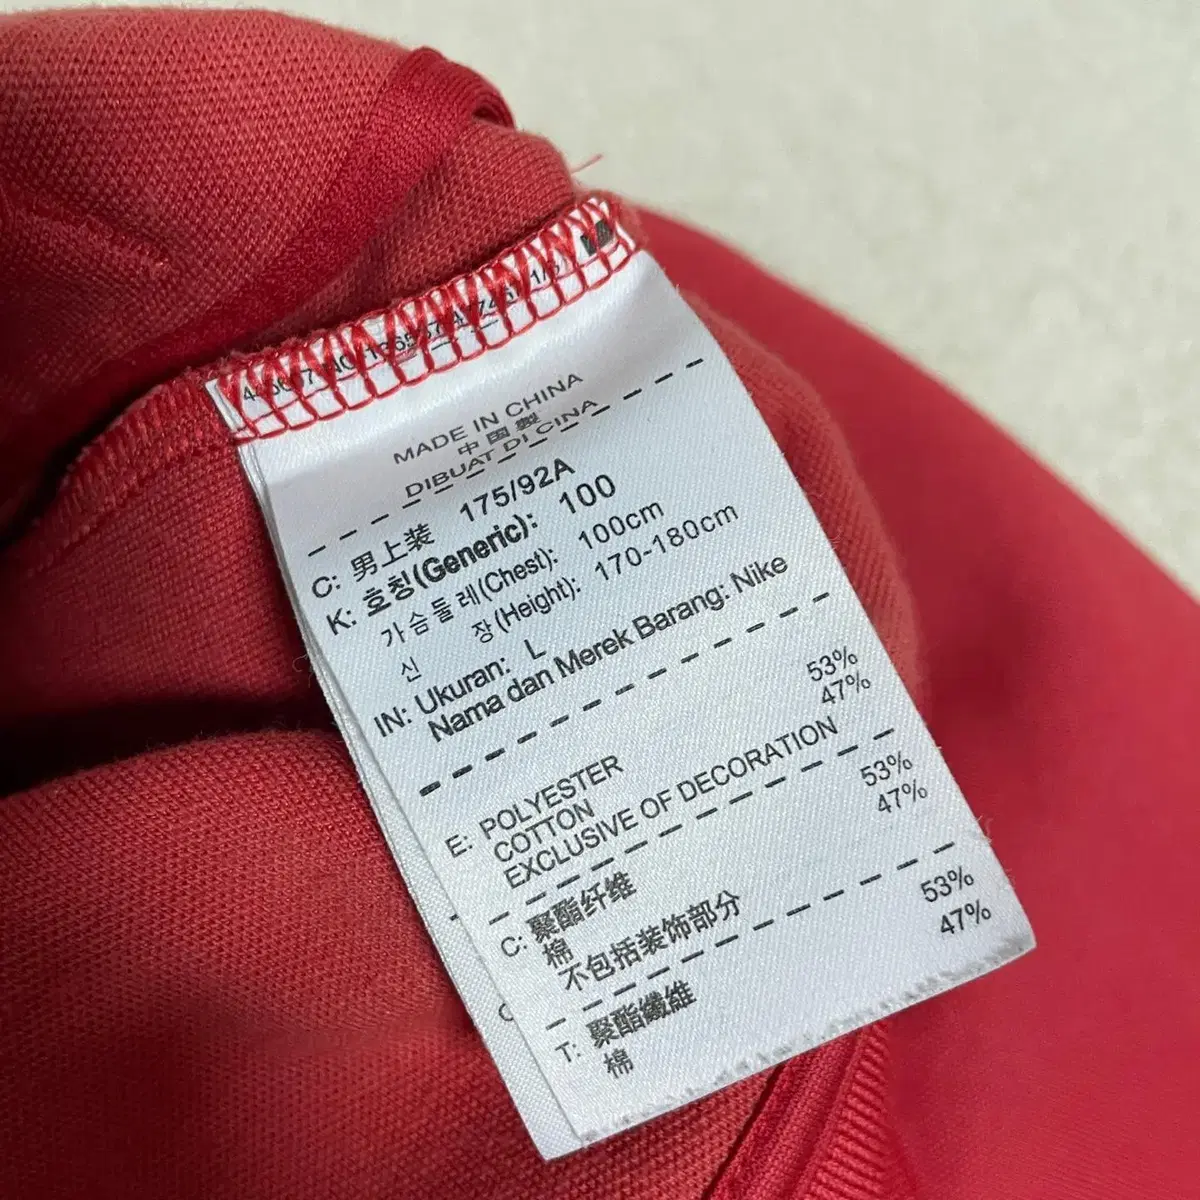 MADE IN CHINA
中国製
DIBUAT DI CINA
C: 男上装 175/92A
K: 호칭(Generic): 100
가슴둘레(Chest): 100cm
신 장(Height): 170-180cm
IN: Ukuran: L
Nama dan Merek Barang: Nike
E: POLYESTER 53%
COTTON 47%
EXCLUSIVE OF DECORATION
C: 聚酯纤维 53%
棉 47%
不包括装饰部分
T: 聚酯纖維 53%
棉 47%